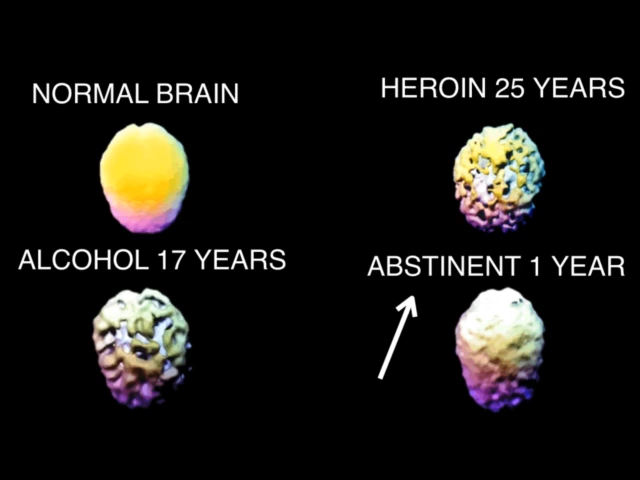 NORMAL BRAIN
HEROIN 25 YEARS
ALCOHOL 17 YEARS
ABSTINENT 1 YEAR